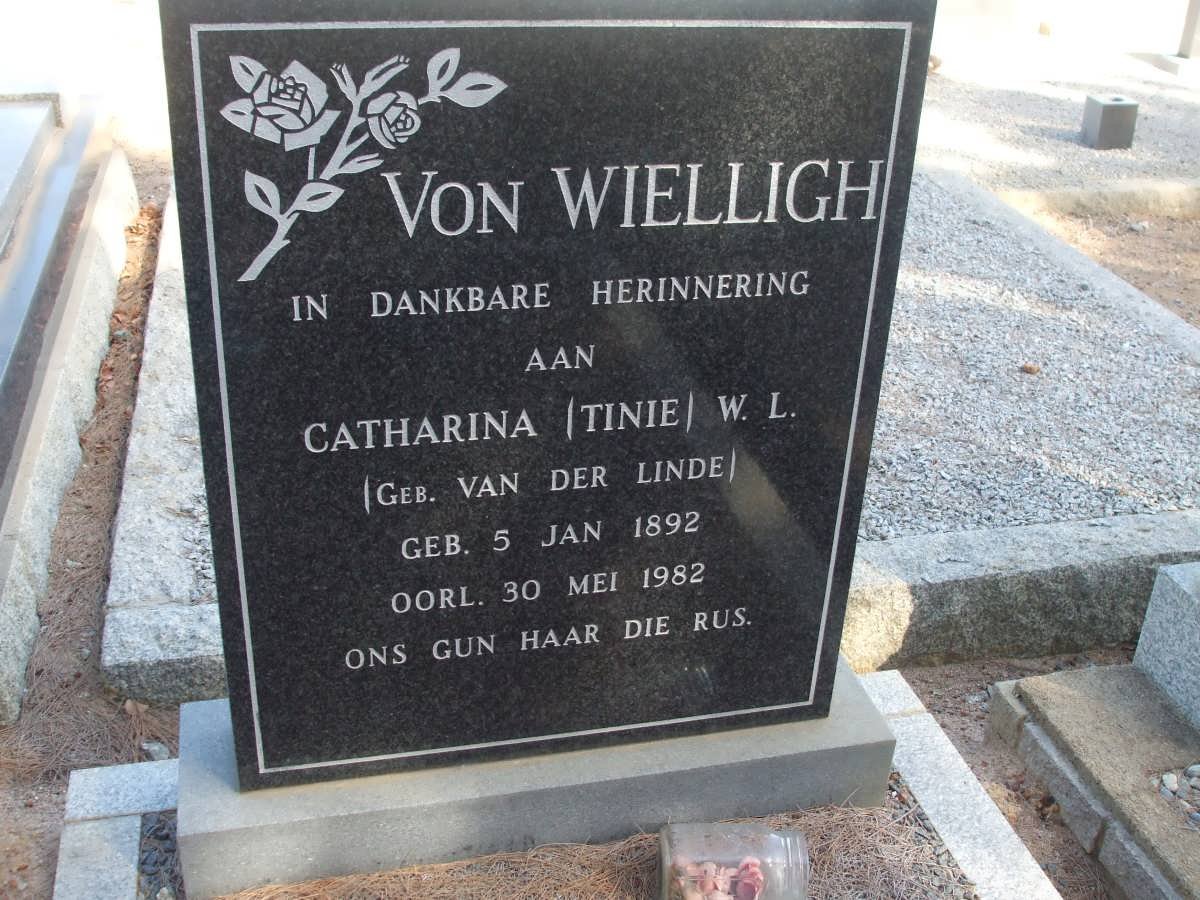 VON WIELLIGH
IN DANKBARE HERINNERING
AAN
CATHARINA (TINIE) W. L.
(GEB. VAN DER LINDE)
GEB. 5 JAN 1892
OORL. 30 MEI 1982
ONS GUN HAAR DIE RUS.